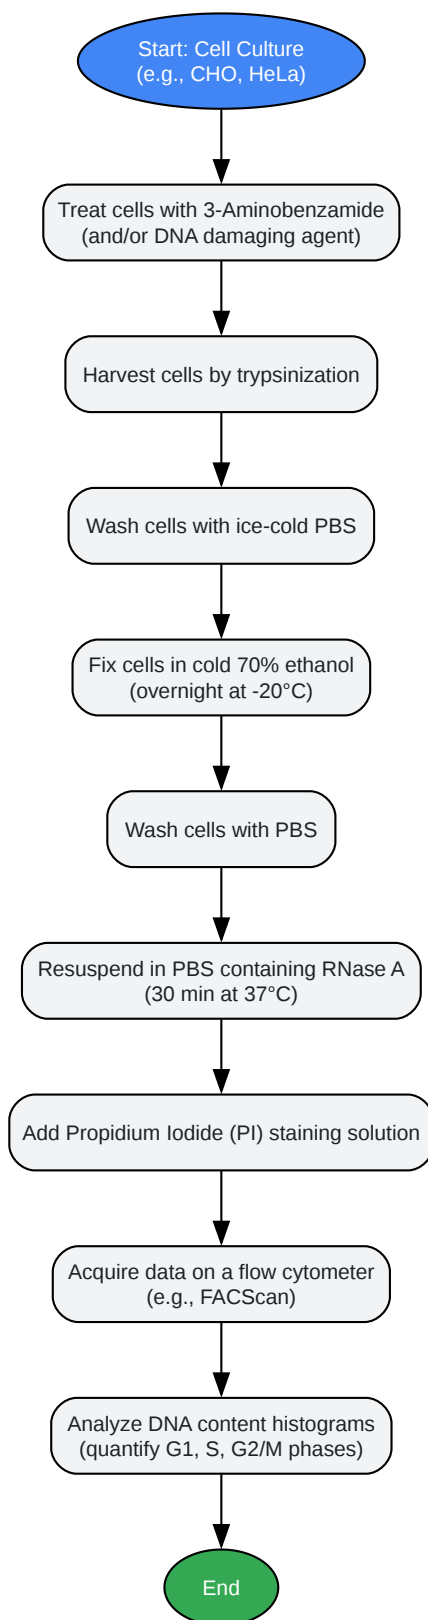 Start: Cell Culture
(e.g., CHO, HeLa)
Treat cells with 3-Aminobenzamide
(and/or DNA damaging agent)
Harvest cells by trypsinization
Wash cells with ice-cold PBS
Fix cells in cold 70% ethanol
(overnight at -20°C)
Wash cells with PBS
Resuspend in PBS containing RNase A
(30 min at 37°C)
Add Propidium Iodide (PI) staining solution
Acquire data on a flow cytometer
(e.g., FACScan)
Analyze DNA content histograms
(quantify G1, S, G2/M phases)
End